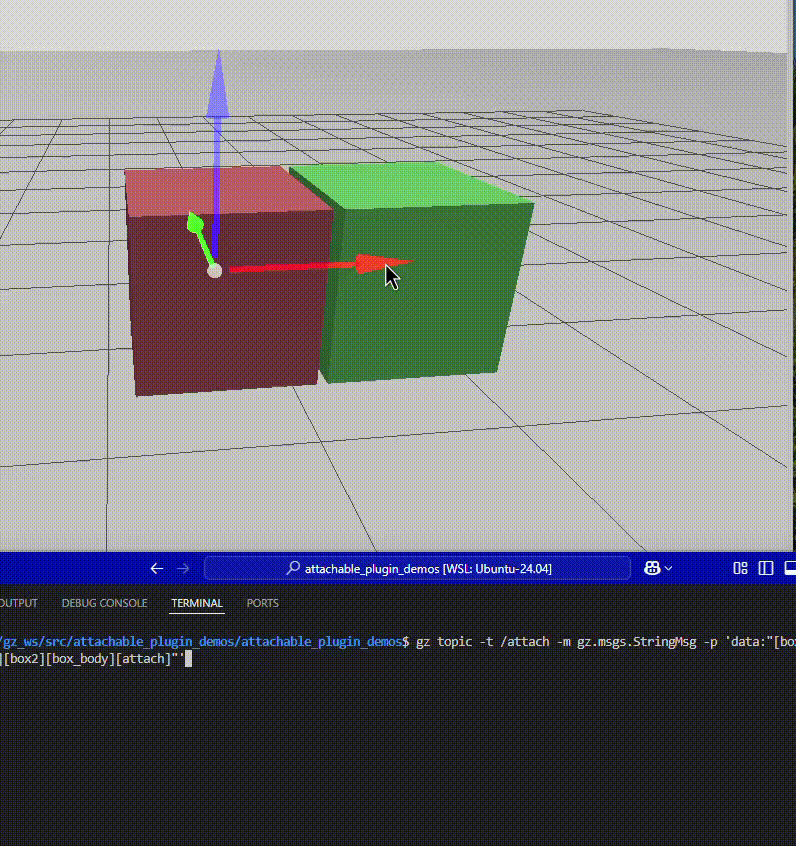 attachable_plugin_demos [WSL: Ubuntu-24.04]
OUTPUT DEBUG CONSOLE TERMINAL PORTS
/gz_ws/src/attachable_plugin_demos/attachable_plugin_demos$ gz topic -t /attach -m gz.msgs.StringMsg -p 'data:"[bo
][box2][box_body][attach]"'